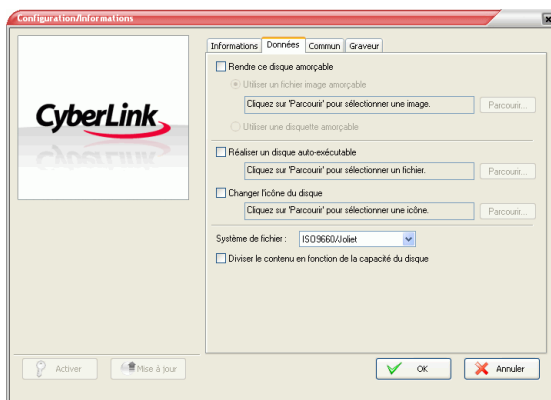 Configuration/Informations
CyberLink
Informations Données Commun Graveur
Rendre ce disque amorçable
Utiliser un fichier image amorçable
Cliquez sur 'Parcourir' pour sélectionner une image. Parcourir...
Utiliser une disquette amorçable
Réaliser un disque auto-exécutable
Cliquez sur 'Parcourir' pour sélectionner un fichier. Parcourir...
Changer l'icône du disque
Cliquez sur 'Parcourir' pour sélectionner une icône. Parcourir...
Système de fichier : ISO9660/Joliet
Diviser le contenu en fonction de la capacité du disque
Activer Mise à jour OK Annuler